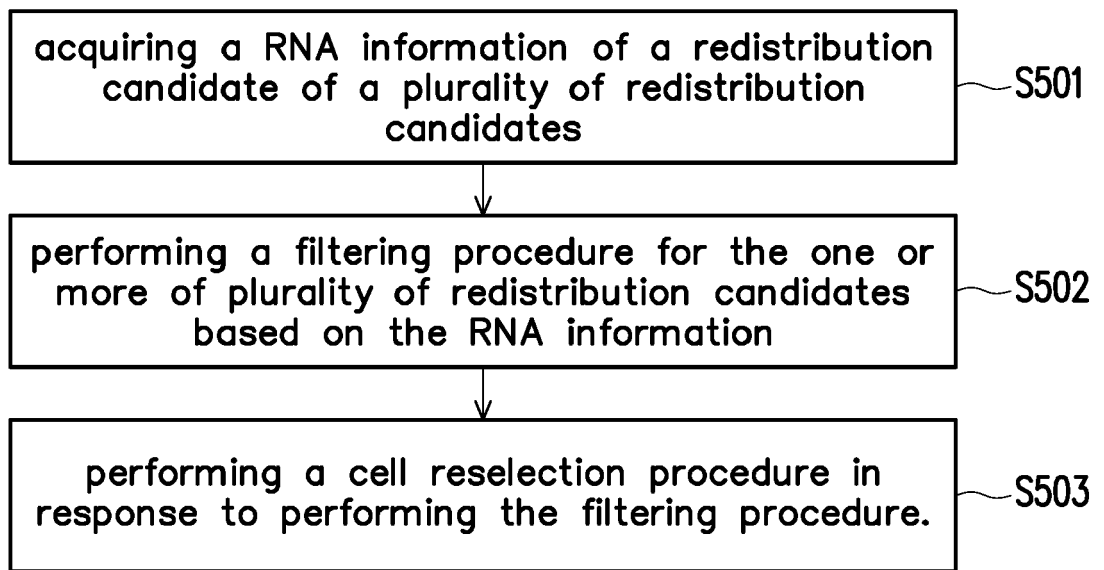 acquiring a RNA information of a redistribution
candidate of a plurality of redistribution
candidates
S501
performing a filtering procedure for the one or
more of plurality of redistribution candidates
based on the RNA information
S502
performing a cell reselection procedure in
response to performing the filtering procedure.
S503